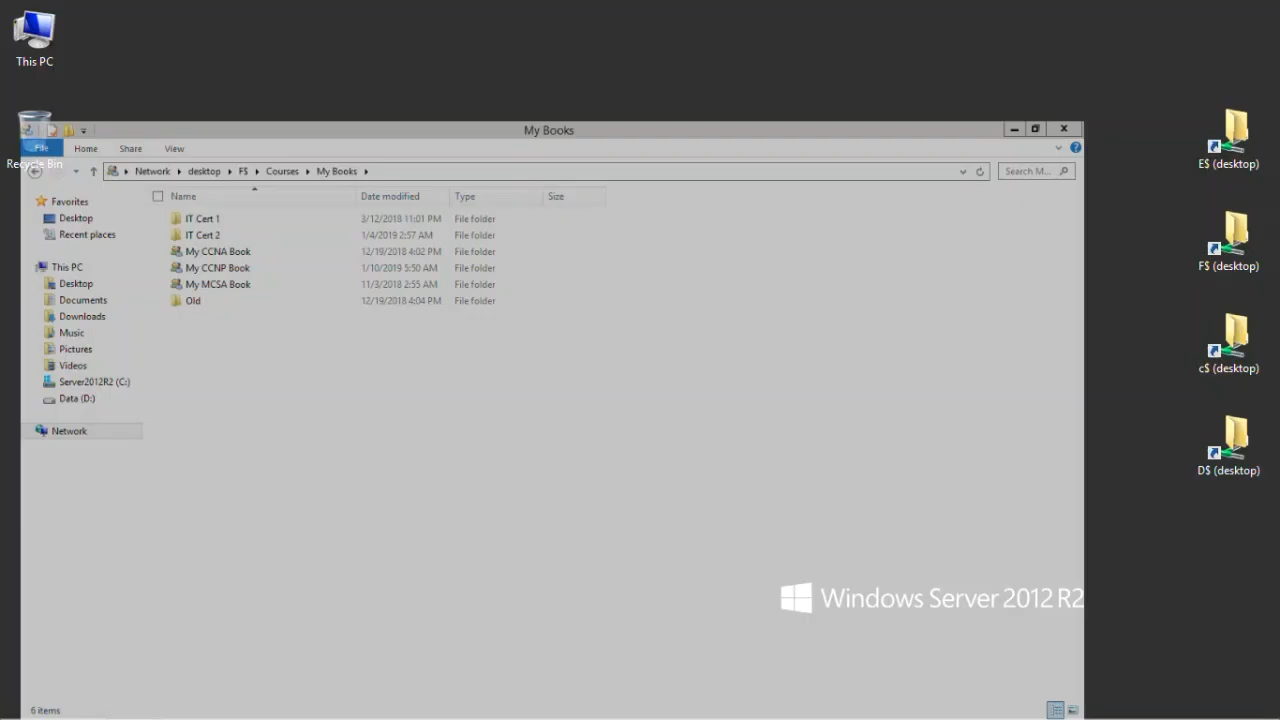 This PC
Recycle Bin
My Books
File Home Share View
Network desktop F$ Courses My Books
Search M...
Name Date modified Type Size
IT Cert 1 3/12/2018 11:01 PM File folder
IT Cert 2 1/4/2019 2:57 AM File folder
My CCNA Book 12/19/2018 4:02 PM File folder
My CCNP Book 1/10/2019 5:50 AM File folder
My MCSA Book 11/3/2018 2:55 AM File folder
Old 12/19/2018 4:04 PM File folder
Favorites
Desktop
Recent places
This PC
Desktop
Documents
Downloads
Music
Pictures
Videos
Server2012R2 (C:)
Data (D:)
Network
6 items
Windows Server 2012 R2
E$ (desktop)
F$ (desktop)
c$ (desktop)
D$ (desktop)